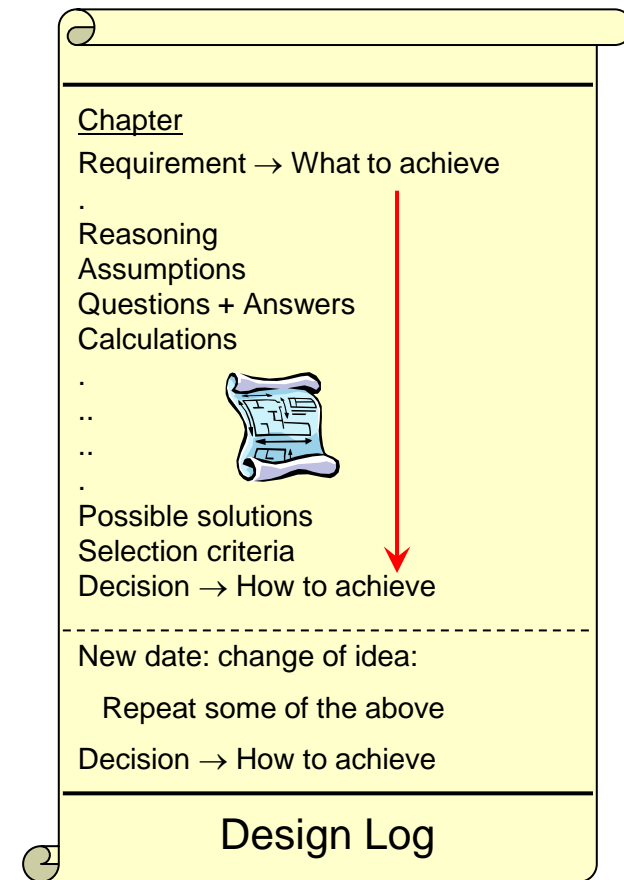 Chapter
Requirement → What to achieve
.
Reasoning
Assumptions
Questions + Answers
Calculations
.
..
..
.
Possible solutions
Selection criteria
Decision → How to achieve
New date: change of idea:
Repeat some of the above
Decision → How to achieve
Design Log